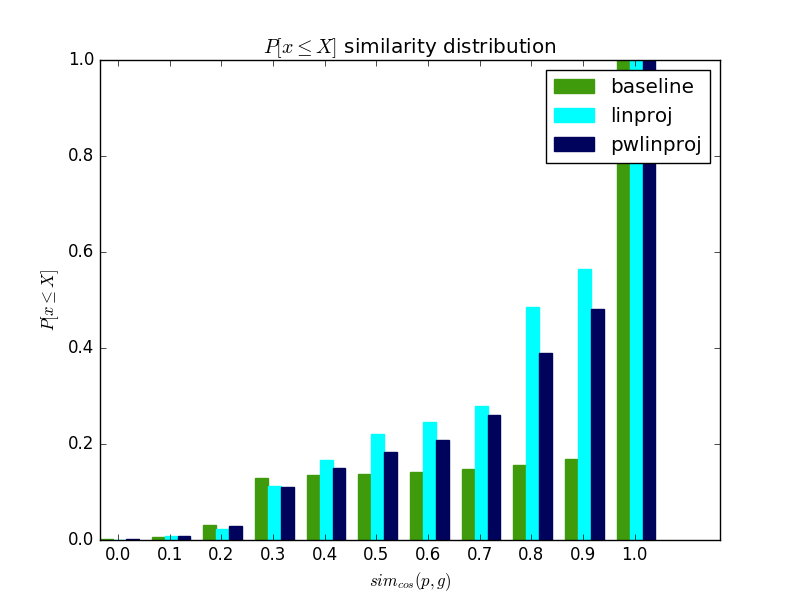 P[x ≤ X] similarity distribution
baseline
linproj
pwlinproj
1.0
0.8
0.6
0.4
0.2
0.0
P[x ≤ X]
0.0 0.1 0.2 0.3 0.4 0.5 0.6 0.7 0.8 0.9 1.0
sim_cos(p, g)